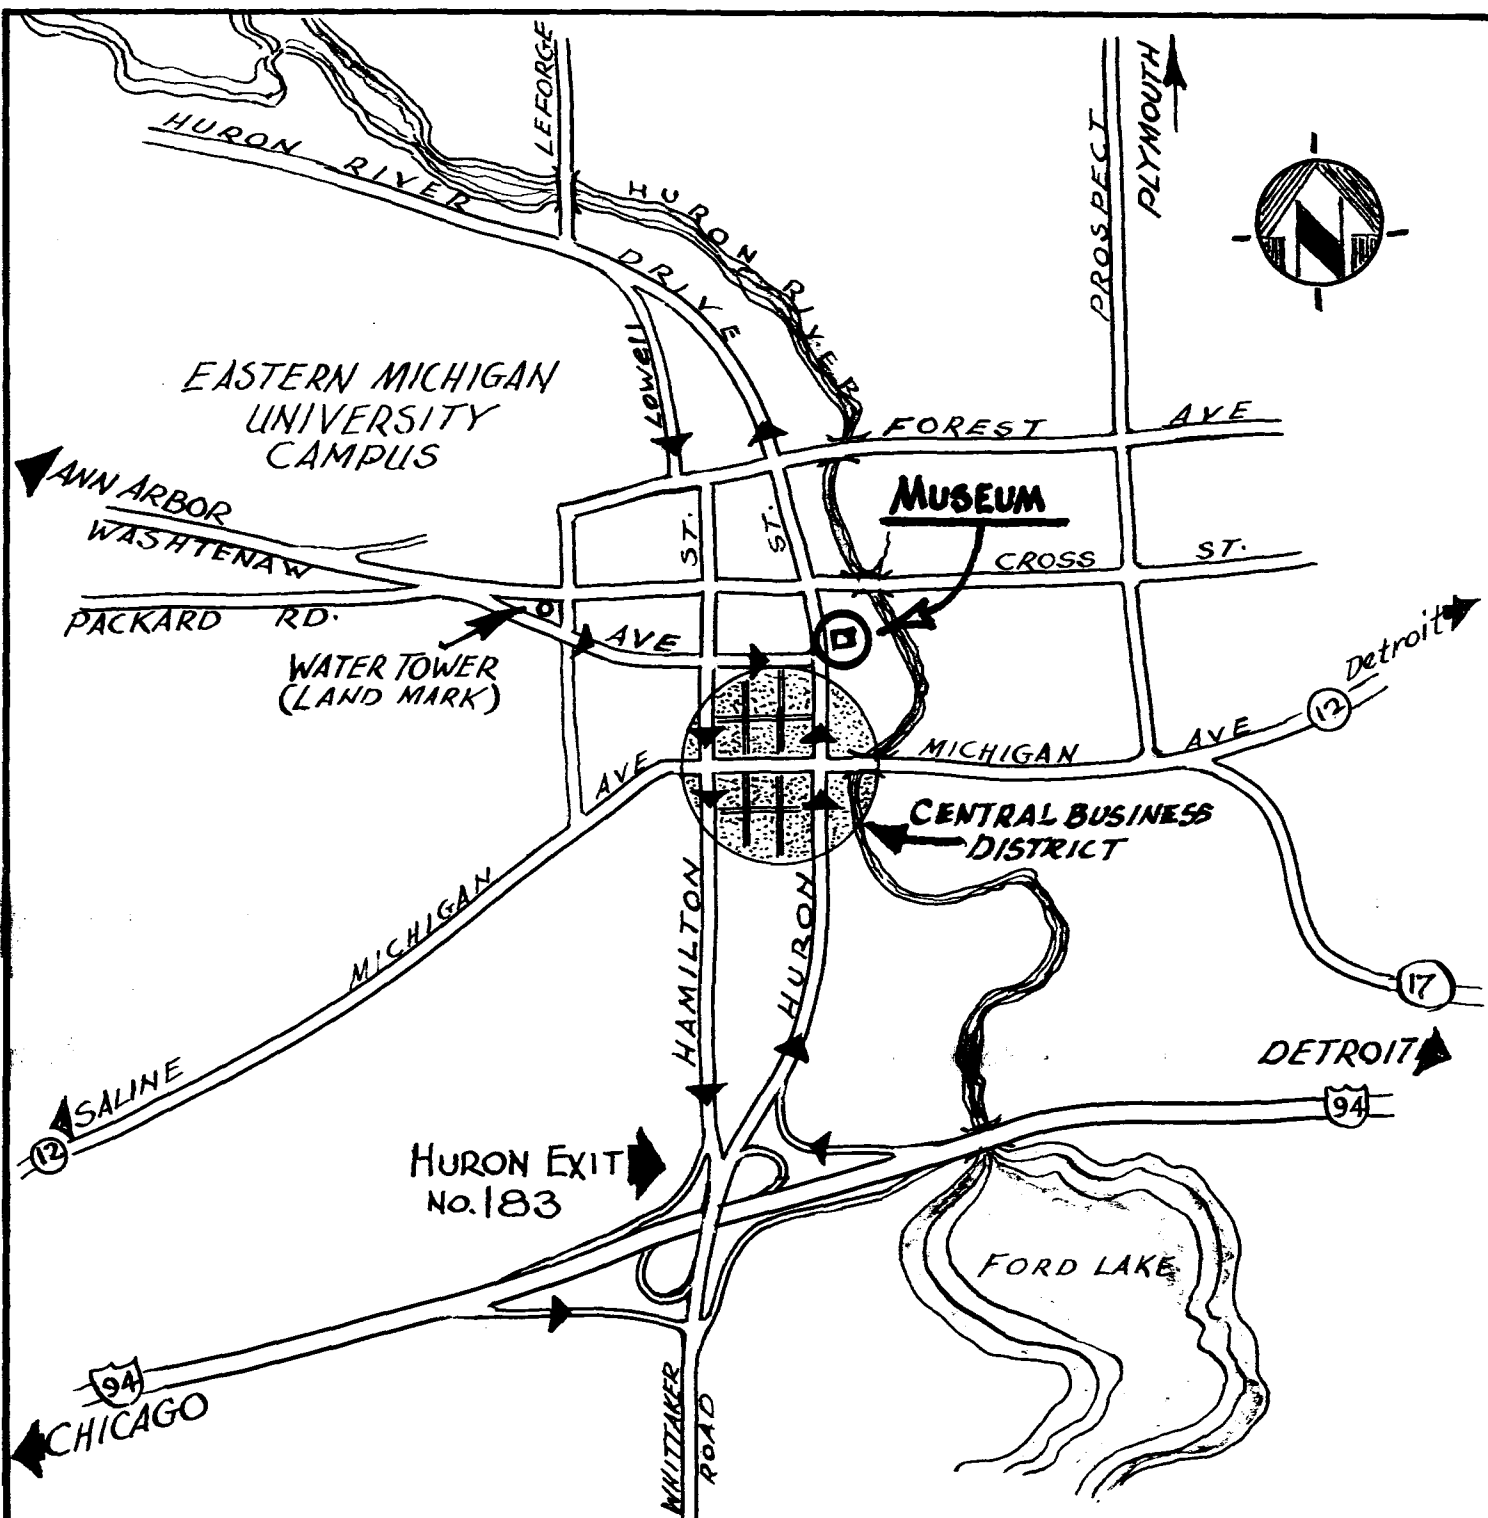 LEFORGE
PLYMOUTH
PROSPECT
HURON RIVER DRIVE
HURON RIVER
N
LOWEll
EASTERN MICHIGAN
UNIVERSITY
CAMPUS
FOREST AVE
ANN ARBOR
WASHTENAW AVE
MUSEUM
ST.
ST.
CROSS ST.
PACKARD RD.
WATER TOWER
(LAND MARK)
Detroit
12
MICHIGAN AVE
MICHIGAN AVE
CENTRAL BUSINESS
DISTRICT
HAMILTON
HURON
17
DETROIT
94
SALINE
12
HURON EXIT
NO. 183
FORD LAKE
94
CHICAGO
WHITTAKER
ROAD